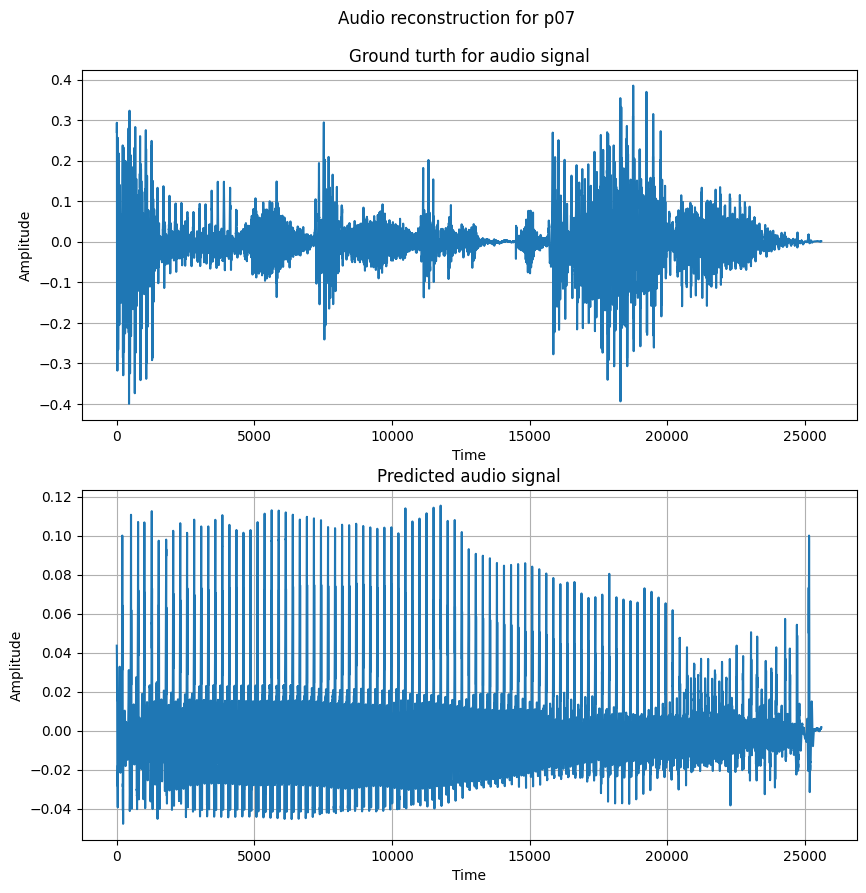 Audio reconstruction for p07
Ground turth for audio signal
0.4
0.3
0.2
0.1
0.0
−0.1
−0.2
−0.3
−0.4
Amplitude
0 5000 10000 15000 20000 25000
Time
Predicted audio signal
0.12
0.10
0.08
0.06
0.04
0.02
0.00
−0.02
−0.04
Amplitude
0 5000 10000 15000 20000 25000
Time